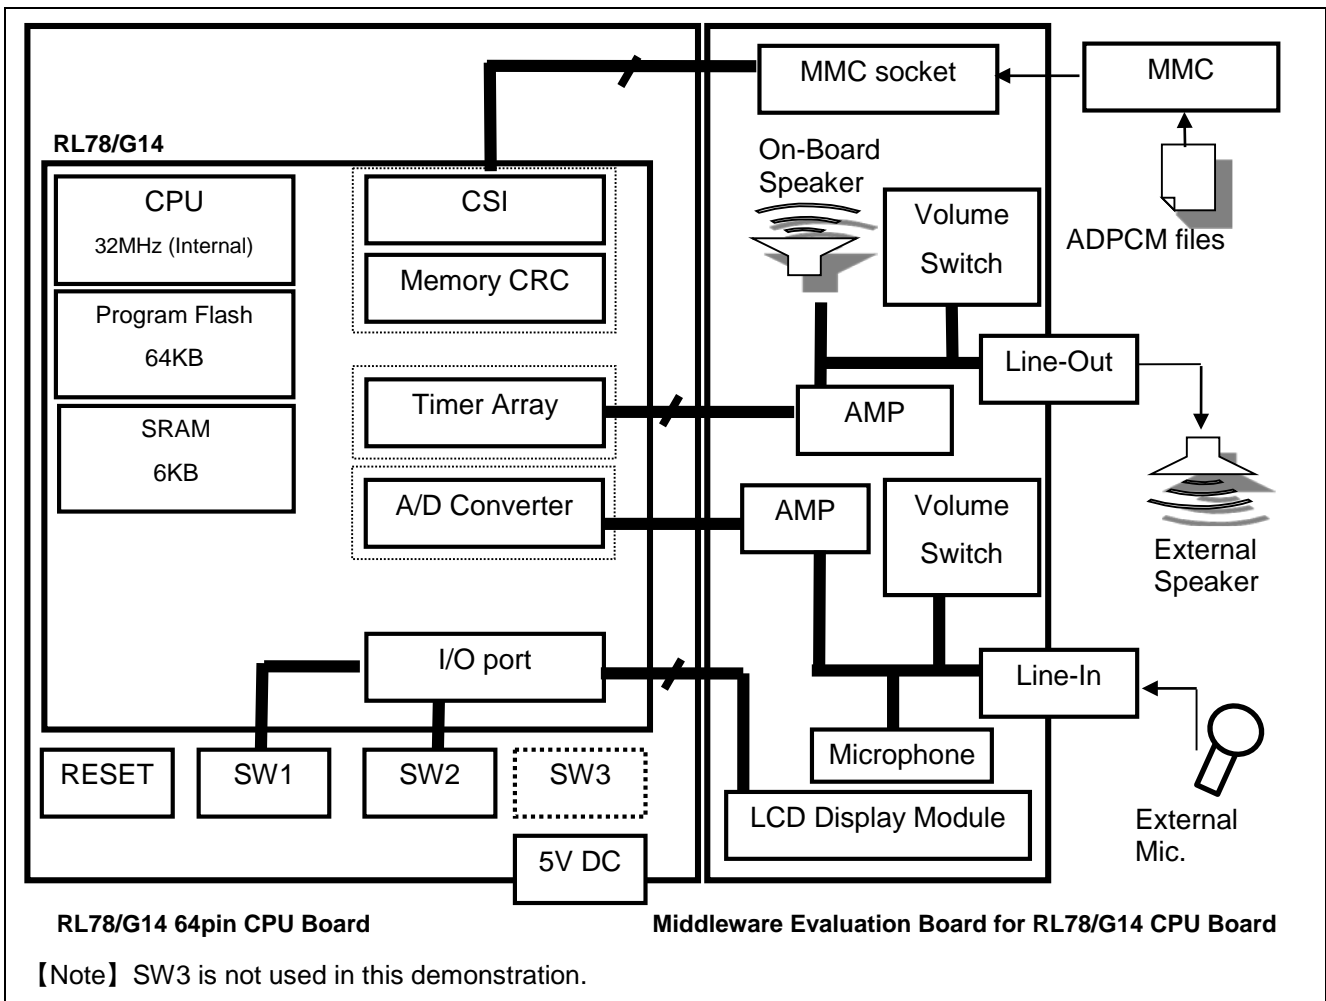 RL78/G14
CPU
32MHz (Internal)
Program Flash
64KB
SRAM
6KB
CSI
Memory CRC
Timer Array
A/D Converter
I/O port
RESET
SW1
SW2
SW3
5V DC
RL78/G14 64pin CPU Board
MMC socket
MMC
On-Board
Speaker
Volume
Switch
ADPCM files
Line-Out
AMP
AMP
Volume
Switch
External
Speaker
Line-In
Microphone
LCD Display Module
External
Mic.
Middleware Evaluation Board for RL78/G14 CPU Board
【Note】SW3 is not used in this demonstration.